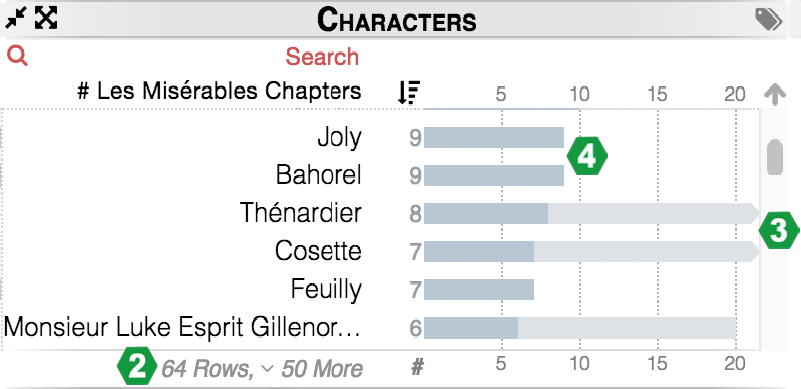 CHARACTERS
Search
# Les Misérables Chapters 5 10 15 20
Joly 9
4
Bahorel 9
Thénardier 8
3
Cosette 7
Feuilly 7
Monsieur Luke Esprit Gillenor... 6
2 64 Rows, 50 More # 5 10 15 20